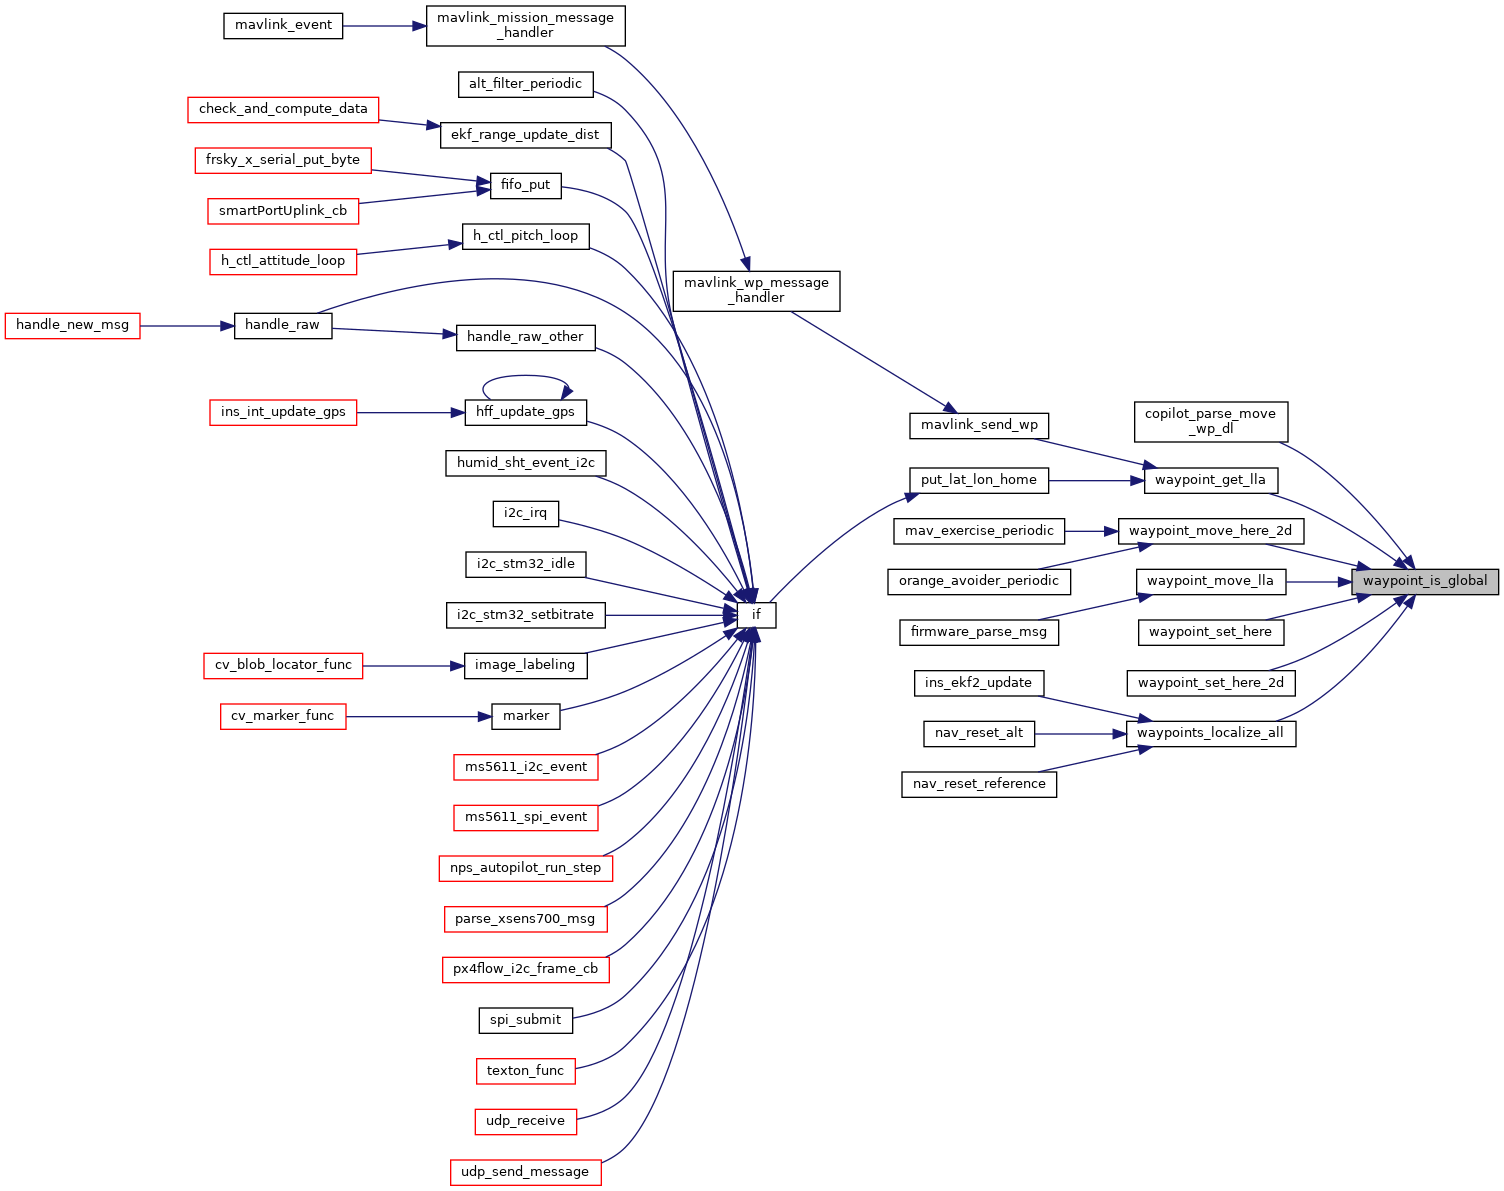 mavlink_event
mavlink_mission_message
_handler
alt_filter_periodic
check_and_compute_data
ekf_range_update_dist
frsky_x_serial_put_byte
fifo_put
smartPortUplink_cb
h_ctl_pitch_loop
h_ctl_attitude_loop
mavlink_wp_message
_handler
handle_new_msg
handle_raw
handle_raw_other
ins_int_update_gps
hff_update_gps
mavlink_send_wp
copilot_parse_move
_wp_dl
humid_sht_event_i2c
put_lat_lon_home
waypoint_get_lla
i2c_irq
mav_exercise_periodic
waypoint_move_here_2d
i2c_stm32_idle
orange_avoider_periodic
waypoint_move_lla
waypoint_is_global
i2c_stm32_setbitrate
if
firmware_parse_msg
waypoint_set_here
cv_blob_locator_func
image_labeling
ins_ekf2_update
waypoint_set_here_2d
cv_marker_func
marker
nav_reset_alt
waypoints_localize_all
ms5611_i2c_event
nav_reset_reference
ms5611_spi_event
nps_autopilot_run_step
parse_xsens700_msg
px4flow_i2c_frame_cb
spi_submit
texton_func
udp_receive
udp_send_message